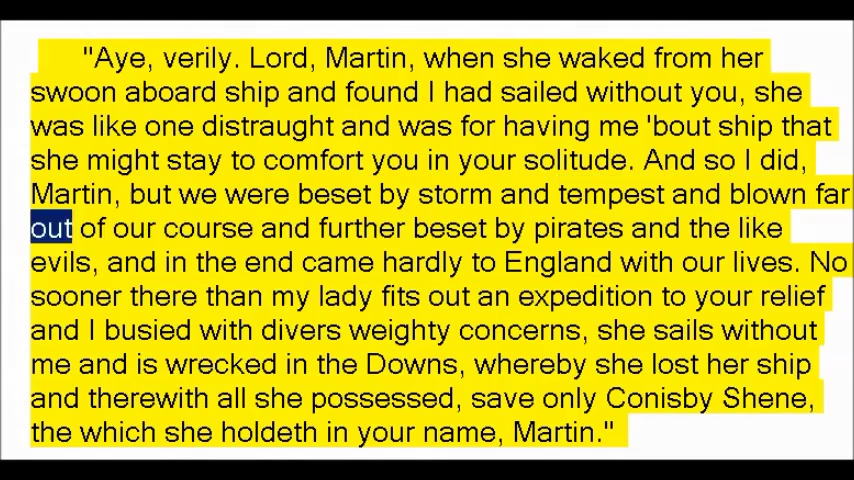 "Aye, verily. Lord, Martin, when she waked from her
swoon aboard ship and found I had sailed without you, she
was like one distraught and was for having me 'bout ship that
she might stay to comfort you in your solitude. And so I did,
Martin, but we were beset by storm and tempest and blown far
out of our course and further beset by pirates and the like
evils, and in the end came hardly to England with our lives. No
sooner there than my lady fits out an expedition to your relief
and I busied with divers weighty concerns, she sails without
me and is wrecked in the Downs, whereby she lost her ship
and therewith all she possessed, save only Conisby Shene,
the which she holdeth in your name, Martin."